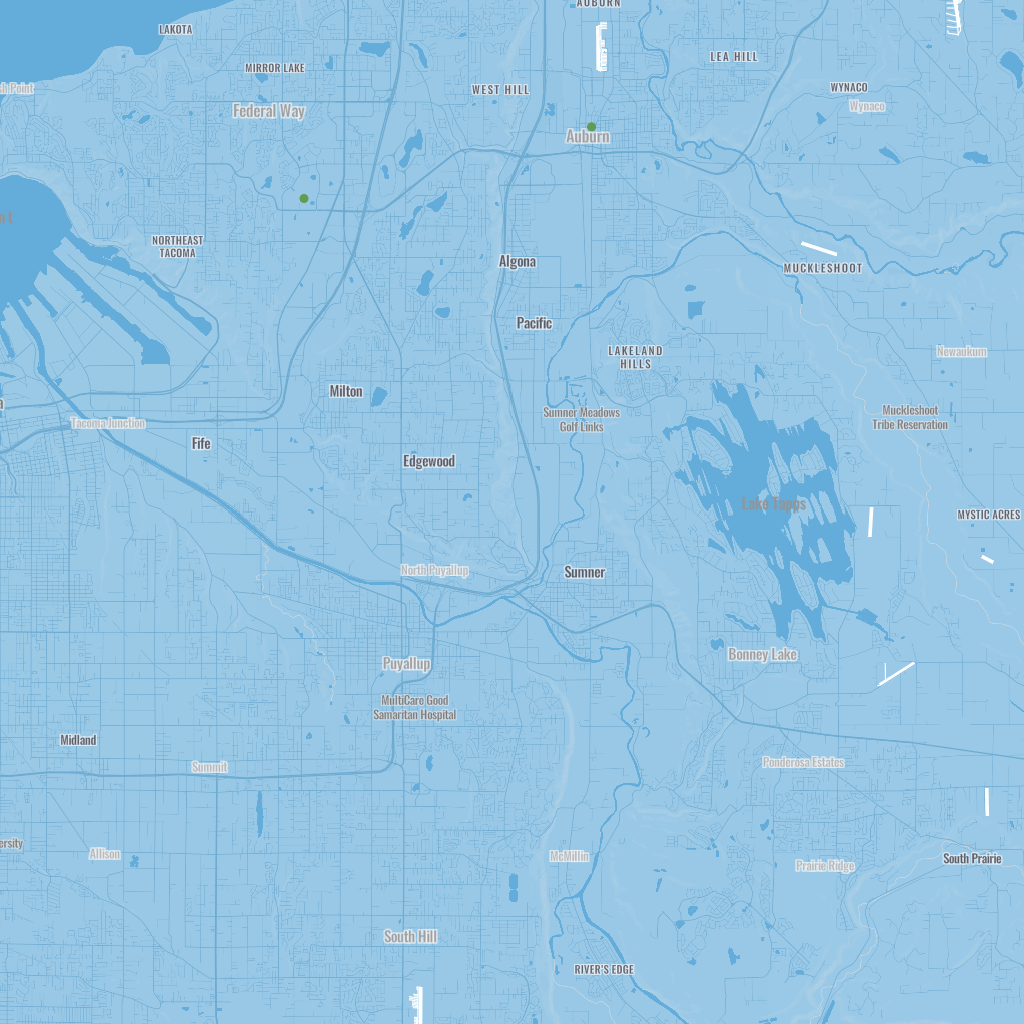 AUBURN
LAKOTA
LEA HILL
MIRROR LAKE
WEST HILL
WYNACO
Wynaco
Federal Way
Auburn
NORTHEAST
TACOMA
Algona
MUCKLESHOOT
Pacific
LAKELAND
HILLS
Newaukum
Milton
Sumner Meadows
Golf Links
Muckleshoot
Tribe Reservation
Tacoma Junction
Fife
Edgewood
Lake Tapps
MYSTIC ACRES
North Puyallup
Sumner
Puyallup
Bonney Lake
MultiCare Good
Samaritan Hospital
Midland
Summit
Ponderosa Estates
Allison
McMillin
Prairie Ridge
South Prairie
South Hill
RIVER'S EDGE